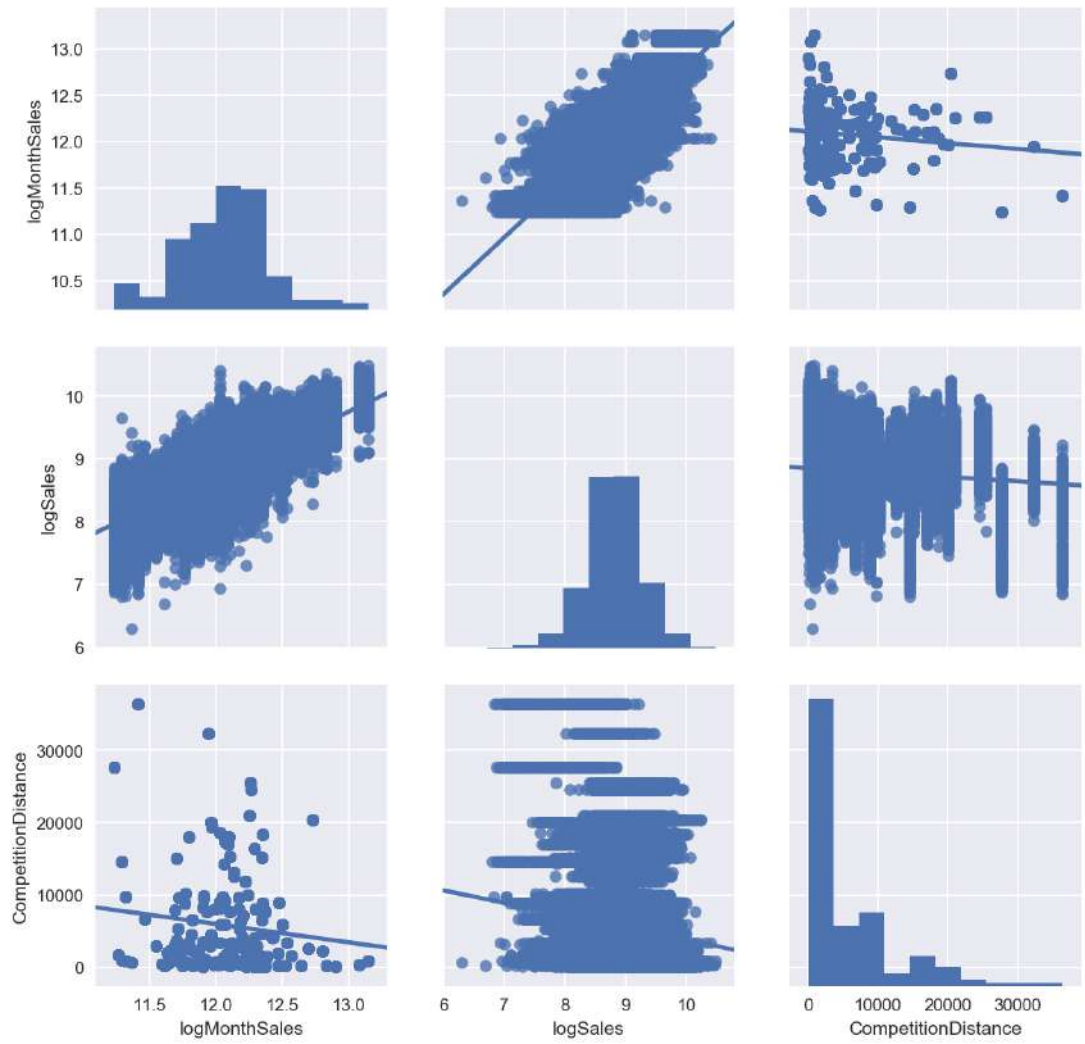 13.0
12.5
12.0
11.5
11.0
10.5
logMonthSales
10
9
8
7
6
logSales
30000
20000
10000
0
CompetitionDistance
11.5 12.0 12.5 13.0
logMonthSales
6 7 8 9 10
logSales
0 10000 20000 30000
CompetitionDistance